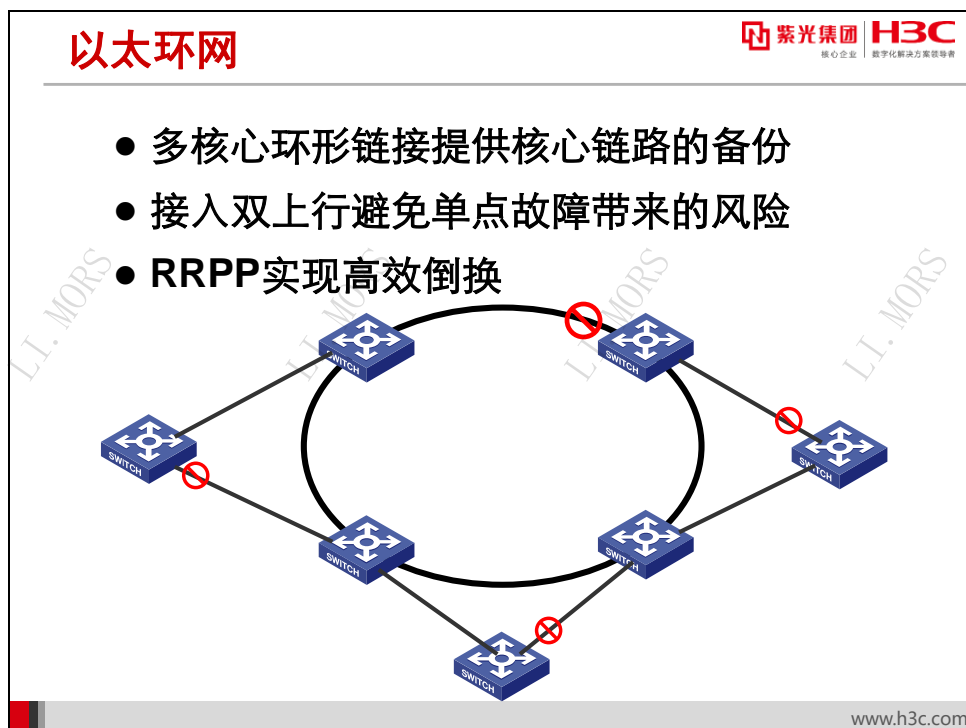 以太环网
紫光集团 H3C
核心企业 数字化解决方案领导者
● 多核心环形链接提供核心链路的备份
● 接入双上行避免单点故障带来的风险
● RRPP实现高效倒换
LI. MORS
LI. MORS
LI. MORS
LI. MORS
SWITCH
SWITCH
SWITCH
SWITCH
SWITCH
SWITCH
SWITCH
www.h3c.com